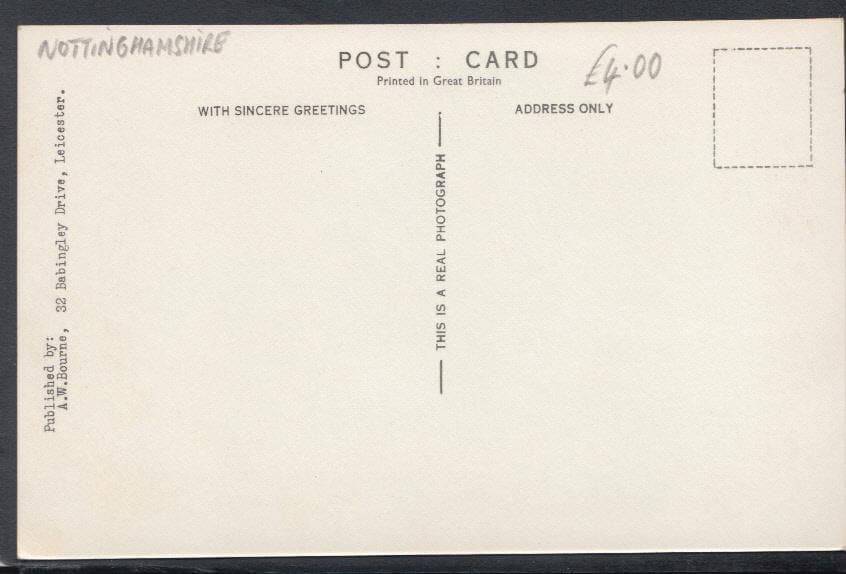 NOTTINGHAMSHIRE
POST : CARD
£4.00
Printed in Great Britain
WITH SINCERE GREETINGS
ADDRESS ONLY
THIS IS A REAL PHOTOGRAPH
Published by:
A.W.Bourne, 32 Babingley Drive, Leicester.